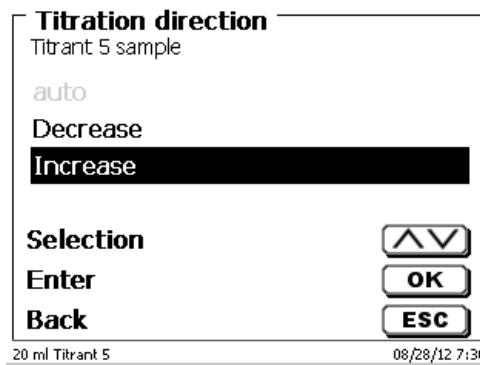 Titration direction
Titrant 5 sample
auto
Decrease
Increase
Selection
Enter OK
Back ESC
20 ml Titrant 5 08/28/12